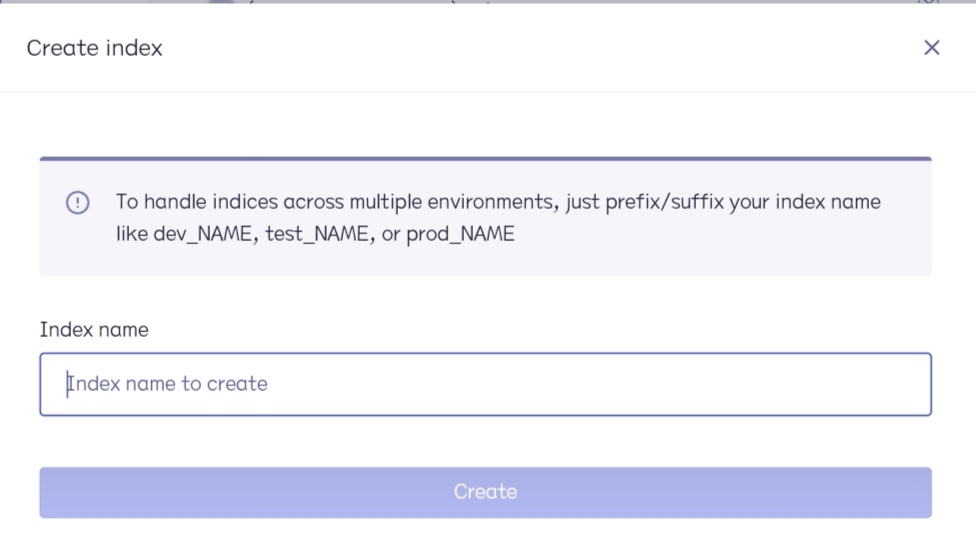 Create index
To handle indices across multiple environments, just prefix/suffix your index name
like dev_NAME, test_NAME, or prod_NAME
Index name
Index name to create
Create